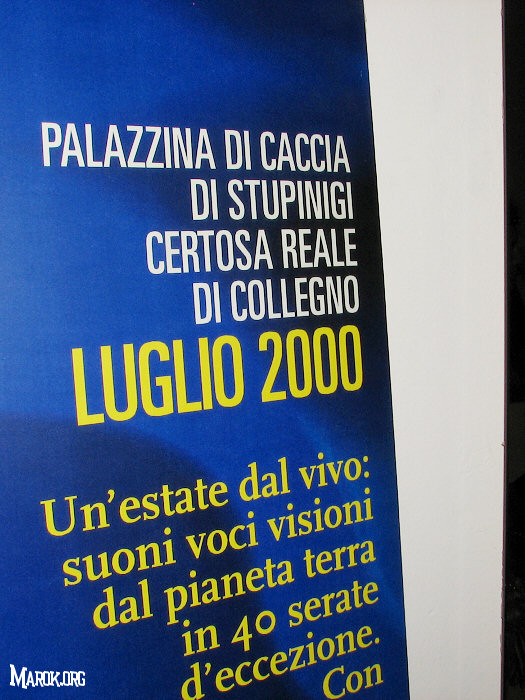 PALAZZINA DI CACCIA
DI STUPINIGI
CERTOSA REALE
DI COLLEGNO
LUGLIO 2000
Un'estate dal vivo:
suoni voci visioni
dal pianeta terra
in 40 serate
d'eccezione.
Con
MAROK.ORG